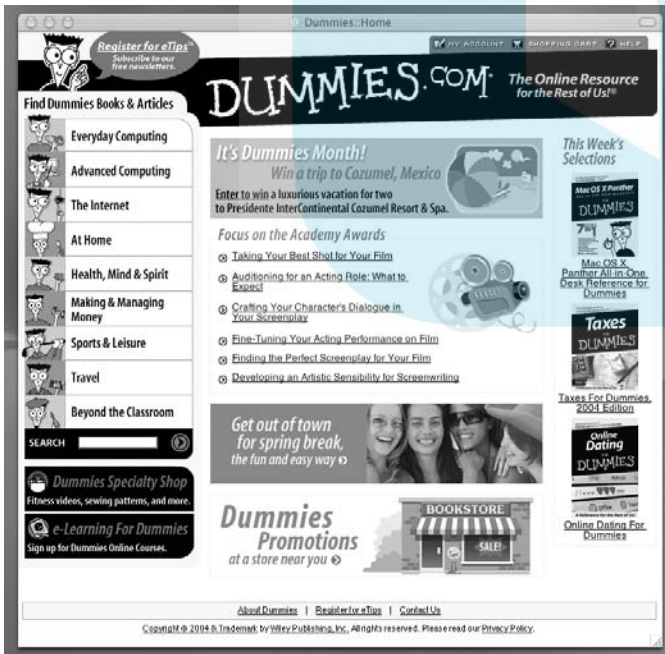 Dummies::Home
Register for eTips™
Subscribe to our
free newsletters.
MY ACCOUNT SHOPPING CART ? HELP
DUMMIES.COM™
The Online Resource
for the Rest of Us!®
Find Dummies Books & Articles
Everyday Computing
Advanced Computing
The Internet
At Home
Health, Mind & Spirit
Making & Managing
Money
Sports & Leisure
Travel
Beyond the Classroom
SEARCH
Dummies Specialty Shop
Fitness videos, sewing patterns, and more.
e-Learning For Dummies
Sign up for Dummies Online Courses.
It's Dummies Month!
Win a trip to Cozumel, Mexico
Enter to win a luxurious vacation for two
to Presidente InterContinental Cozumel Resort & Spa.
Focus on the Academy Awards
Taking Your Best Shot for Your Film
Auditioning for an Acting Role: What to
Expect
Crafting Your Character's Dialogue in
Your Screenplay
Fine-Tuning Your Acting Performance on Film
Finding the Perfect Screenplay for Your Film
Developing an Artistic Sensibility for Screenwriting
Get out of town
for spring break,
the fun and easy way
Dummies
Promotions
at a store near you
BOOKSTORE
SALE!
This Week's
Selections
Mac OS X Panther
DUMMIES
Mac OS X
Panther All-in-One
Desk Reference for
Dummies
Taxes
DUMMIES
Taxes For Dummies,
2004 Edition
Online
Dating
DUMMIES
Online Dating For
Dummies
About Dummies | Register for eTips | Contact Us
Copyright © 2004 & Trademark by Wiley Publishing, Inc. All rights reserved. Please read our Privacy Policy.